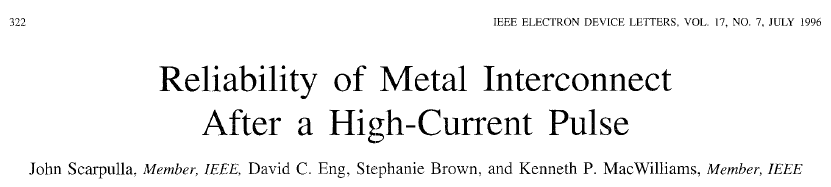 322
IEEE ELECTRON DEVICE LETTERS, VOL. 17, NO. 7, JULY 1996
Reliability of Metal Interconnect
After a High-Current Pulse
John Scarpulla, Member, IEEE, David C. Eng, Stephanie Brown, and Kenneth P. MacWilliams, Member, IEEE